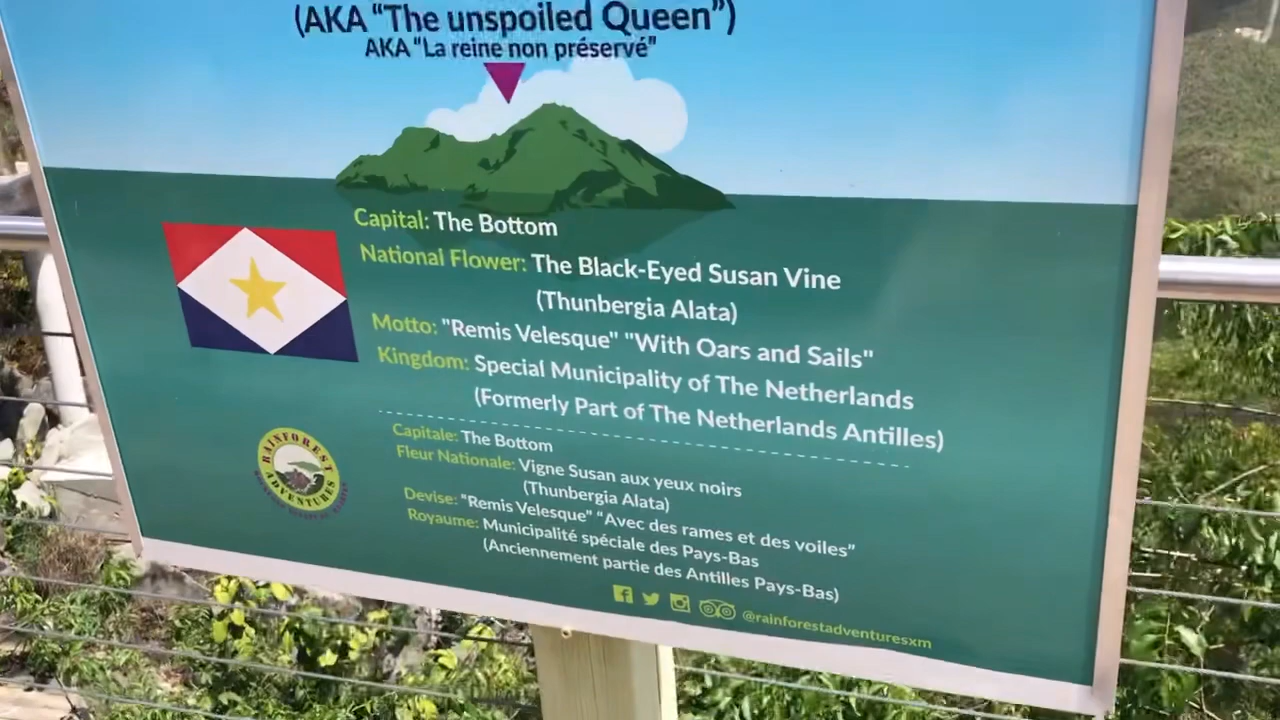 (AKA “The unspoiled Queen”)
AKA “La reine non préservé”
Capital: The Bottom
National Flower: The Black-Eyed Susan Vine
(Thunbergia Alata)
Motto: "Remis Velesque" "With Oars and Sails"
Kingdom: Special Municipality of The Netherlands
(Formerly Part of The Netherlands Antilles)
Capitale: The Bottom
Fleur Nationale: Vigne Susan aux yeux noirs
(Thunbergia Alata)
Devise: "Remis Velesque" “Avec des rames et des voiles”
Royaume: Municipalité spéciale des Pays-Bas
(Anciennement partie des Antilles Pays-Bas)
RAINFOREST
ADVENTURES
@rainforestadventuresxm